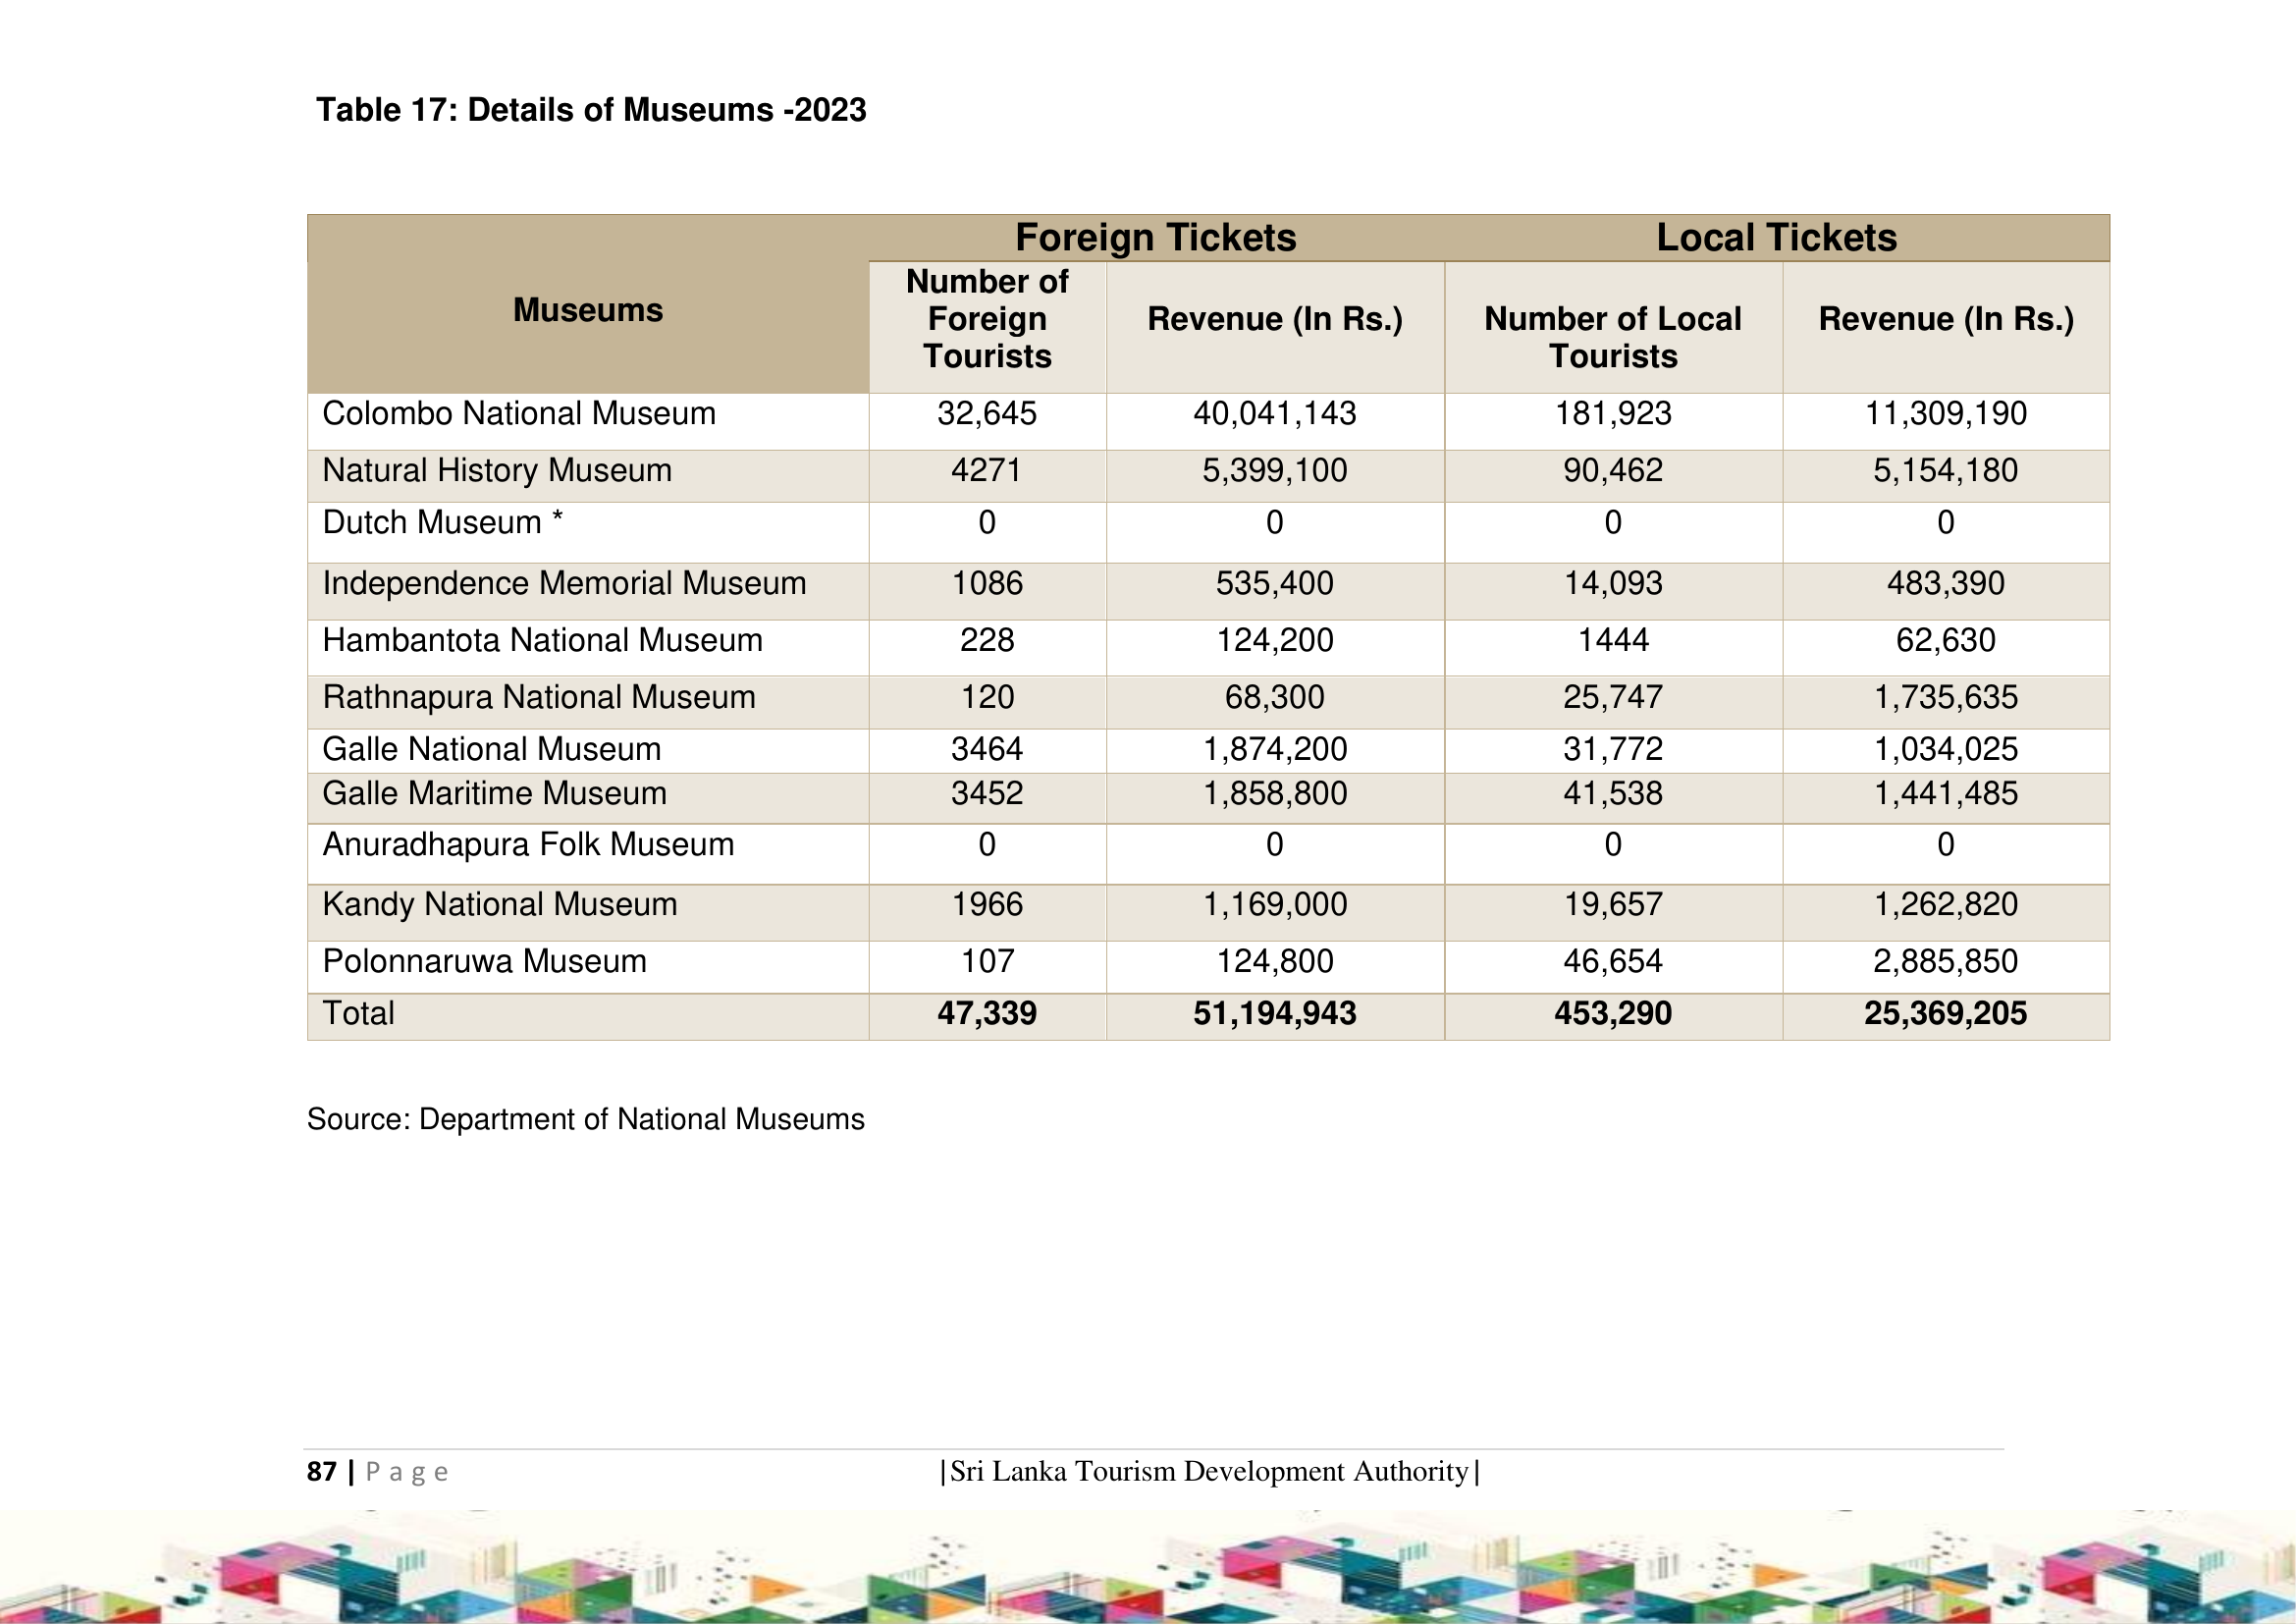 Table 17: Details of Museums -2023
Foreign Tickets Local Tickets
Museums Number of Foreign Tourists Revenue (In Rs.) Number of Local Tourists Revenue (In Rs.)
Colombo National Museum 32,645 40,041,143 181,923 11,309,190
Natural History Museum 4271 5,399,100 90,462 5,154,180
Dutch Museum * 0 0 0 0
Independence Memorial Museum 1086 535,400 14,093 483,390
Hambantota National Museum 228 124,200 1444 62,630
Rathnapura National Museum 120 68,300 25,747 1,735,635
Galle National Museum 3464 1,874,200 31,772 1,034,025
Galle Maritime Museum 3452 1,858,800 41,538 1,441,485
Anuradhapura Folk Museum 0 0 0 0
Kandy National Museum 1966 1,169,000 19,657 1,262,820
Polonnaruwa Museum 107 124,800 46,654 2,885,850
Total 47,339 51,194,943 453,290 25,369,205
Source: Department of National Museums
87 | Page |Sri Lanka Tourism Development Authority|